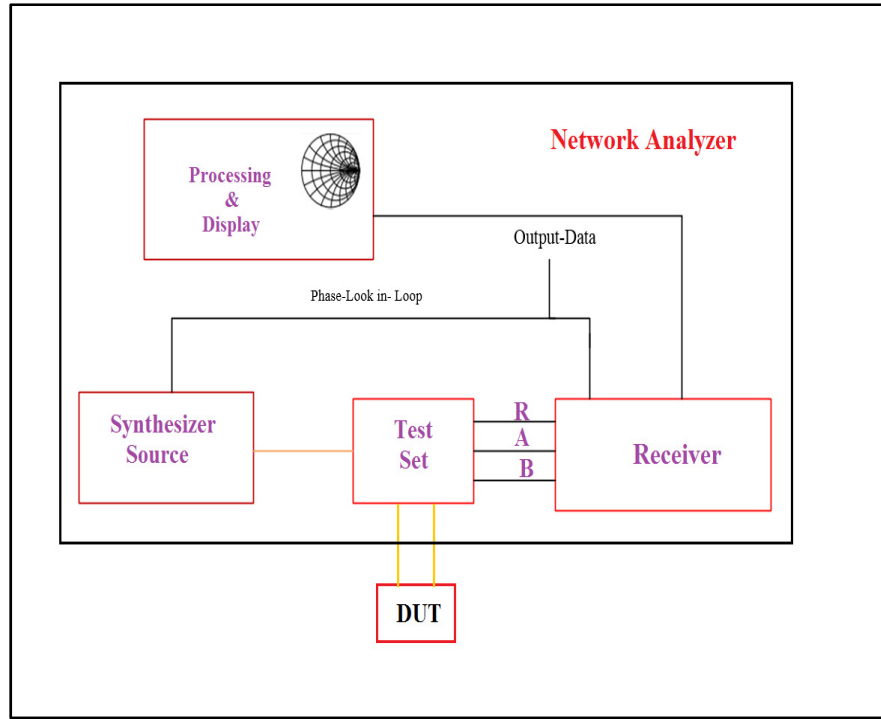 Network Analyzer
Processing
&
Display
Output-Data
Phase-Look in- Loop
Synthesizer
Source
Test
Set
R
A
B
Receiver
DUT